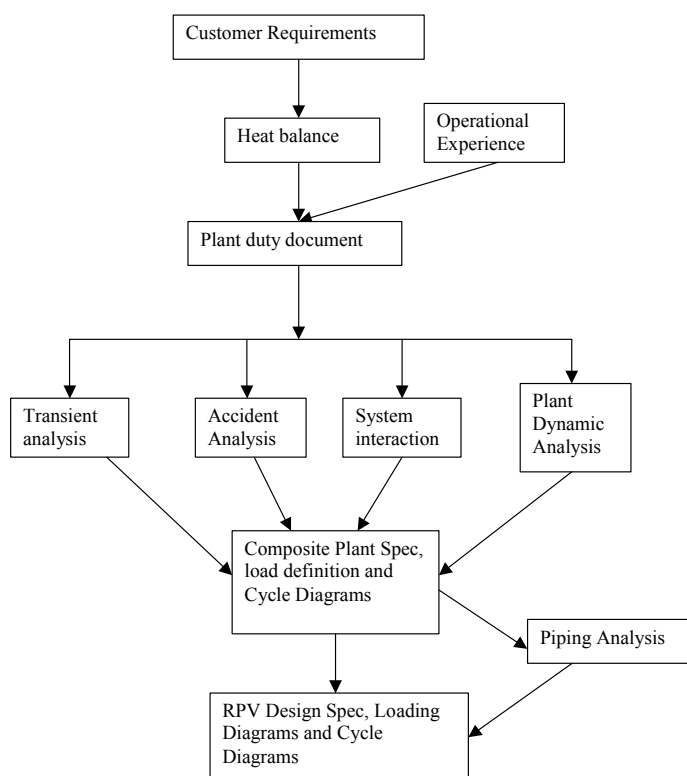 Customer Requirements
Heat balance
Operational
Experience
Plant duty document
Transient
analysis
Accident
Analysis
System
interaction
Plant
Dynamic
Analysis
Composite Plant Spec,
load definition and
Cycle Diagrams
Piping Analysis
RPV Design Spec, Loading
Diagrams and Cycle
Diagrams